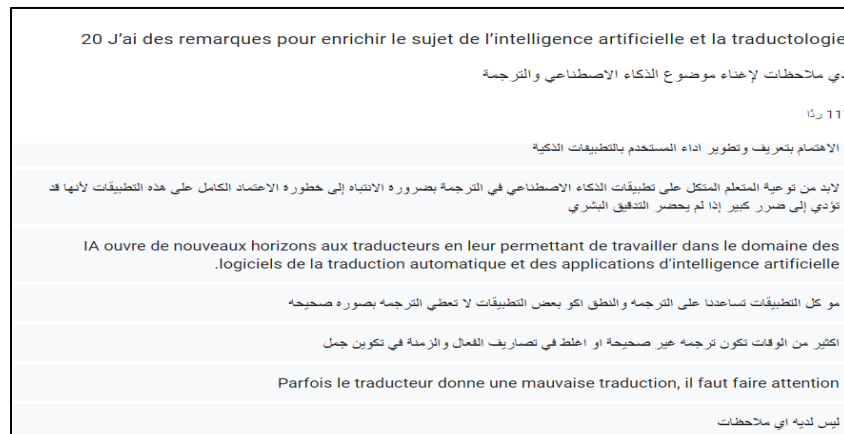 20 J'ai des remarques pour enrichir le sujet de l'intelligence artificielle et la traductologie
دي ملاحظات لإغناء موضوع الذكاء الاصطناعي والترجمة
11 ردًا
الاهتمام بتعريف وتطوير اداء المستخدم بالتطبيقات الذكية
لابد من توعية المتعلم المتكل على تطبيقات الذكاء الاصطناعي في الترجمة بضرورة الانتباه إلى خطورة الاعتماد الكامل على هذه التطبيقات لأنها قد
تؤدي إلى ضرر كبير إذا لم يحضر التدقيق البشري
IA ouvre de nouveaux horizons aux traducteurs en leur permettant de travailler dans le domaine des
.logiciels de la traduction automatique et des applications d'intelligence artificielle
مو كل التطبيقات تساعدنا على الترجمه والنطق اكو بعض التطبيقات لا تعطي الترجمه بصوره صحيحه
اكثير من الوقات تكون ترجمه غير صحيحة او اغلط في تصاريف الفعال والزمنة في تكوين جمل
Parfois le traducteur donne une mauvaise traduction, il faut faire attention
ليس لديه اي ملاحظات